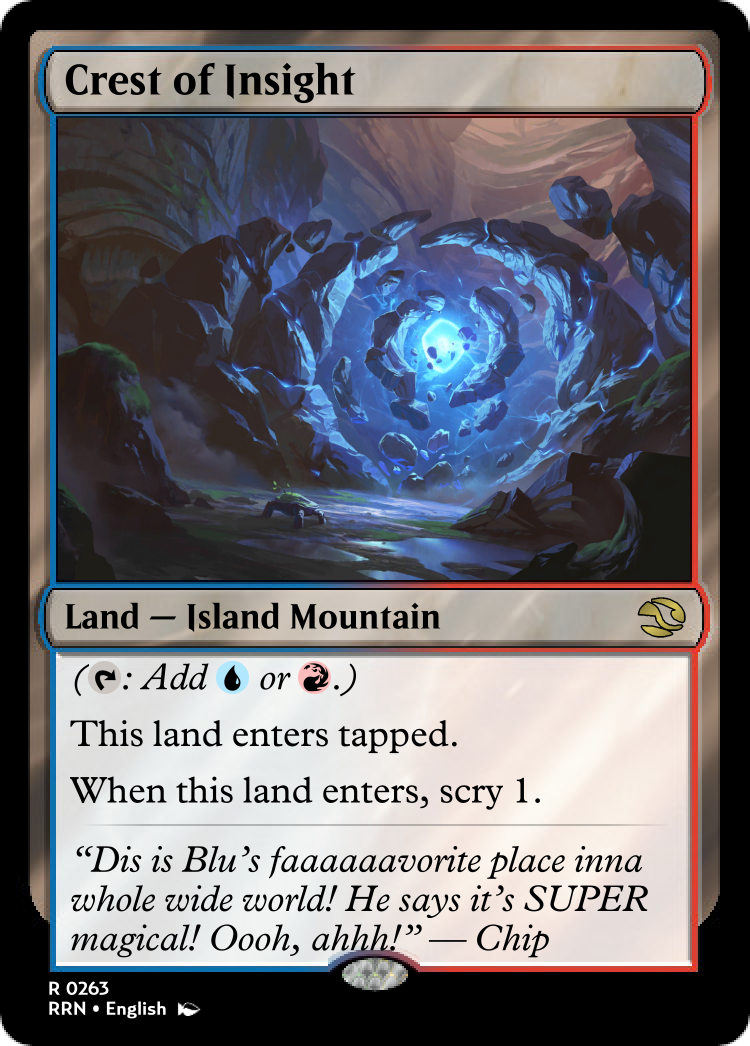 Crest of Insight
Land — Island Mountain
(: Add or .)
This land enters tapped.
When this land enters, scry 1.
“Dis is Blu’s faaaaaavorite place inna
whole wide world! He says it’s SUPER
magical! Oooh, ahhh!” — Chip
R 0263
RRN • English